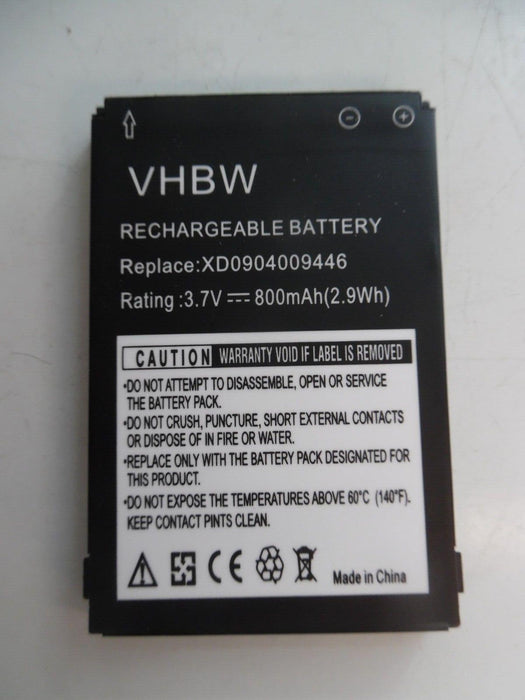 VHBW
RECHARGEABLE BATTERY
Replace:XD0904009446
Rating :3.7V 800mAh(2.9Wh)
CAUTION WARRANTY VOID IF LABEL IS REMOVED
•DO NOT ATTEMPT TO DISASSEMBLE, OPEN OR SERVICE
THE BATTERY PACK.
•DO NOT CRUSH, PUNCTURE, SHORT EXTERNAL CONTACTS
OR DISPOSE OF IN FIRE OR WATER.
•REPLACE ONLY WITH THE BATTERY PACK DESIGNATED FOR
THIS PRODUCT.
•DO NOT EXPOSE THE TEMPERATURES ABOVE 60°C (140°F).
KEEP CONTACT PINTS CLEAN.
CE Made in China